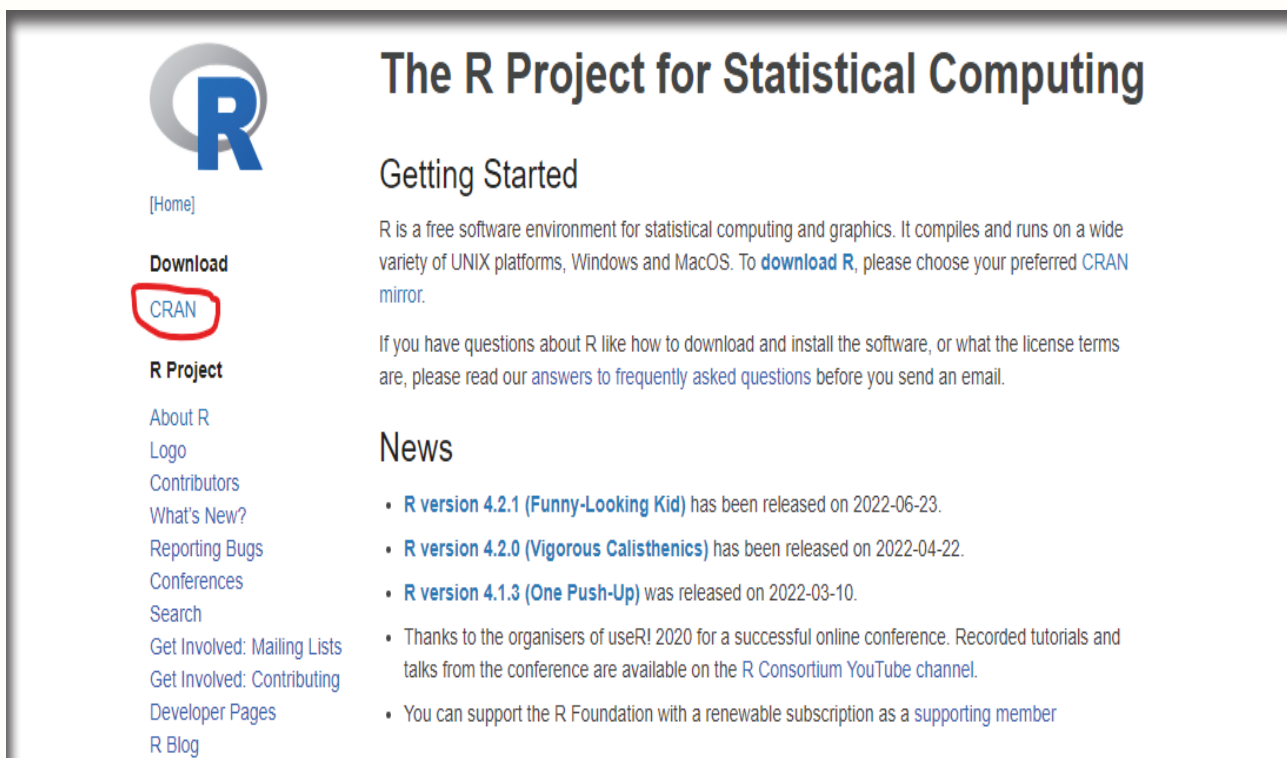 R
[Home]
Download
CRAN
R Project
About R
Logo
Contributors
What's New?
Reporting Bugs
Conferences
Search
Get Involved: Mailing Lists
Get Involved: Contributing
Developer Pages
R Blog
The R Project for Statistical Computing
Getting Started
R is a free software environment for statistical computing and graphics. It compiles and runs on a wide
variety of UNIX platforms, Windows and MacOS. To download R, please choose your preferred CRAN
mirror.
If you have questions about R like how to download and install the software, or what the license terms
are, please read our answers to frequently asked questions before you send an email.
News
• R version 4.2.1 (Funny-Looking Kid) has been released on 2022-06-23.
• R version 4.2.0 (Vigorous Calisthenics) has been released on 2022-04-22.
• R version 4.1.3 (One Push-Up) was released on 2022-03-10.
• Thanks to the organisers of useR! 2020 for a successful online conference. Recorded tutorials and
talks from the conference are available on the R Consortium YouTube channel.
• You can support the R Foundation with a renewable subscription as a supporting member